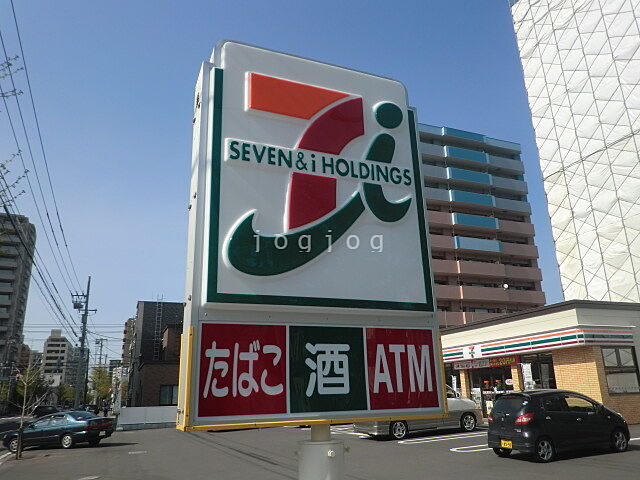 SEVEN & i HOLDINGS
jogjog
たばこ 酒 ATM